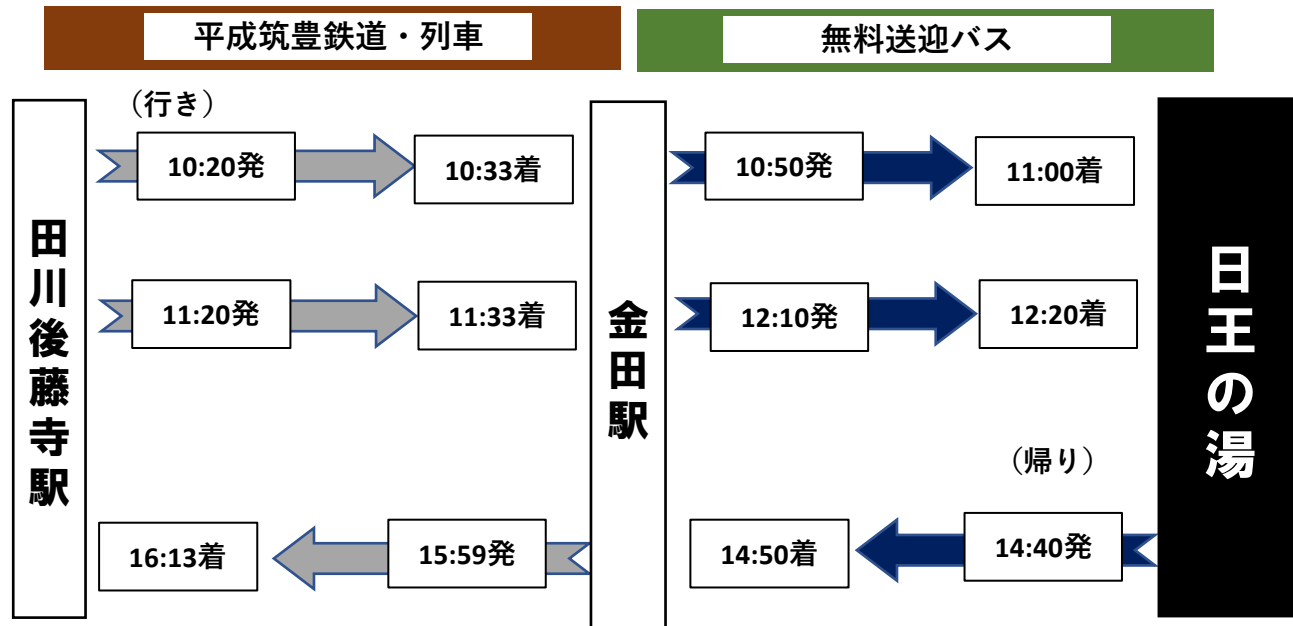 平成筑豊鉄道・列車
無料送迎バス
（行き）
田川後藤寺駅
10:20発
10:33着
金田駅
10:50発
11:00着
日王の湯
11:20発
11:33着
12:10発
12:20着
（帰り）
16:13着
15:59発
14:50着
14:40発